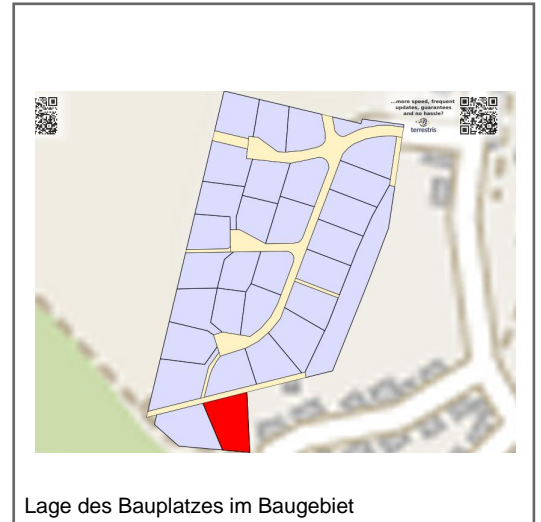 ...more speed, frequent
updates, guarantees
and no hassle?
terrestris
Lage des Bauplatzes im Baugebiet